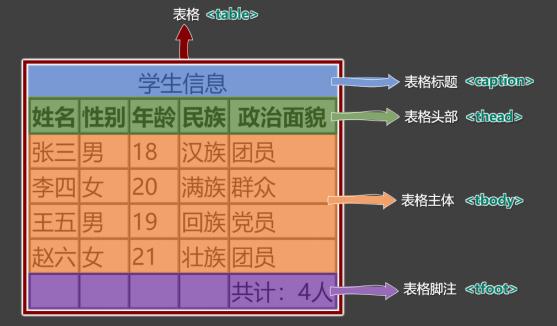 表格 <table>
学生信息
表格标题 <caption>
姓名 性别 年龄 民族 政治面貌
表格头部 <thead>
张三 男 18 汉族 团员
李四 女 20 满族 群众
表格主体 <tbody>
王五 男 19 回族 党员
赵六 女 21 壮族 团员
共计：4人
表格脚注 <tfoot>